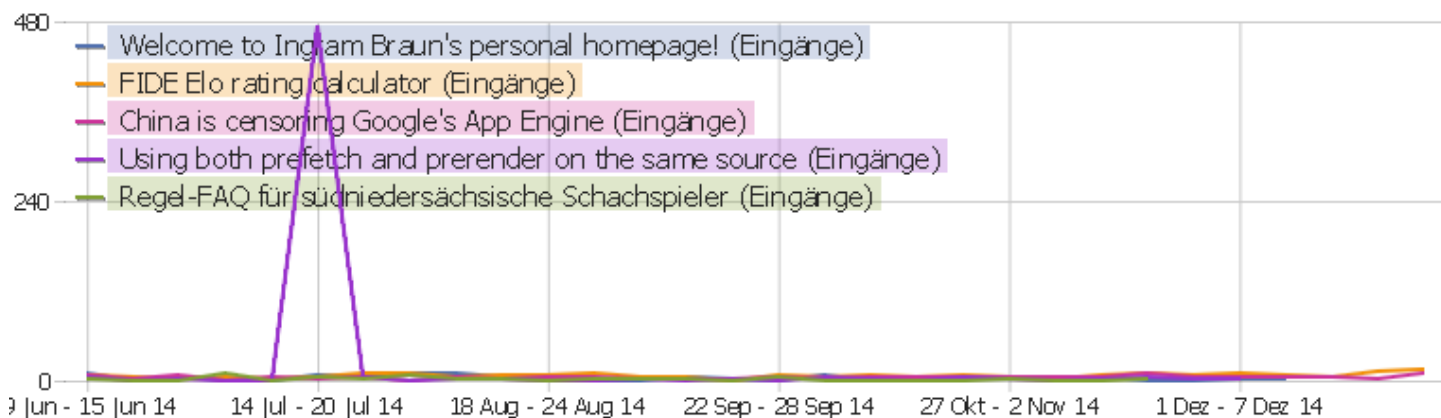 480
Welcome to Ingram Braun's personal homepage! (Eingänge)
FIDE Elo rating calculator (Eingänge)
China is censoring Google's App Engine (Eingänge)
Using both prefetch and prerender on the same source (Eingänge)
240
Regel-FAQ für südniedersächsische Schachspieler (Eingänge)
0
9 Jun - 15 Jun 14 14 Jul - 20 Jul 14 18 Aug - 24 Aug 14 22 Sep - 28 Sep 14 27 Okt - 2 Nov 14 1 Dez - 7 Dez 14